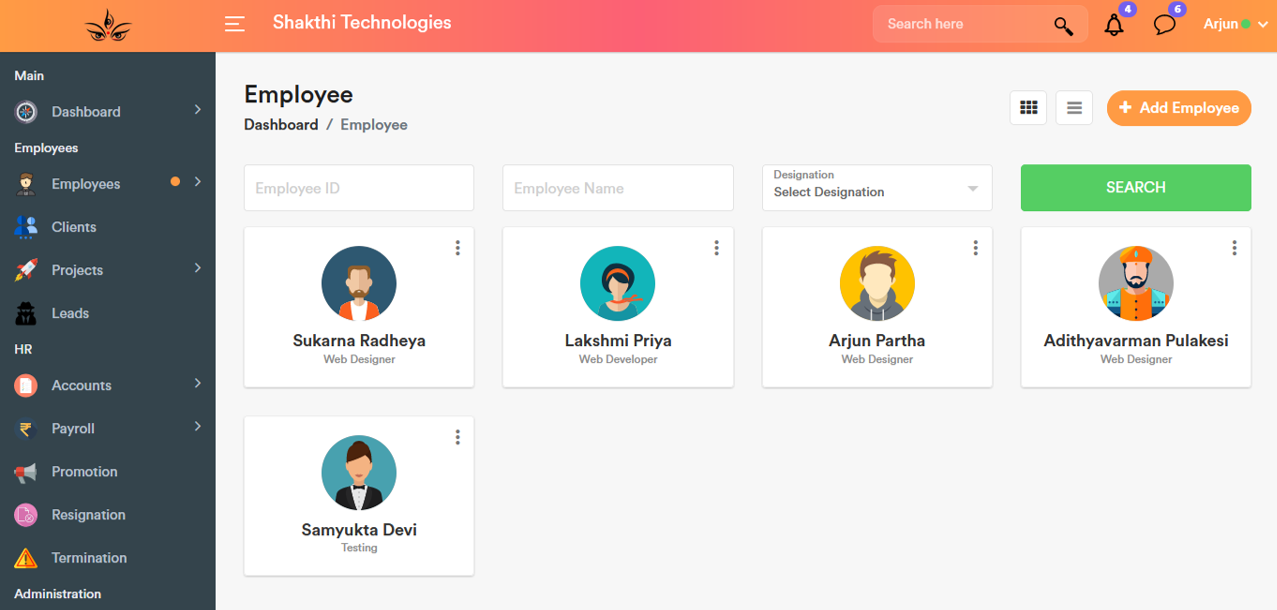 Shakthi Technologies
Search here
4
6
Arjun
Main
Dashboard
Employees
Employees
Clients
Projects
Leads
HR
Accounts
Payroll
Promotion
Resignation
Termination
Administration
Employee
Dashboard / Employee
+ Add Employee
Employee ID
Employee Name
Designation
Select Designation
SEARCH
Sukarna Radheya
Web Designer
Lakshmi Priya
Web Developer
Arjun Partha
Web Designer
Adithyavarman Pulakesi
Web Designer
Samyukta Devi
Testing